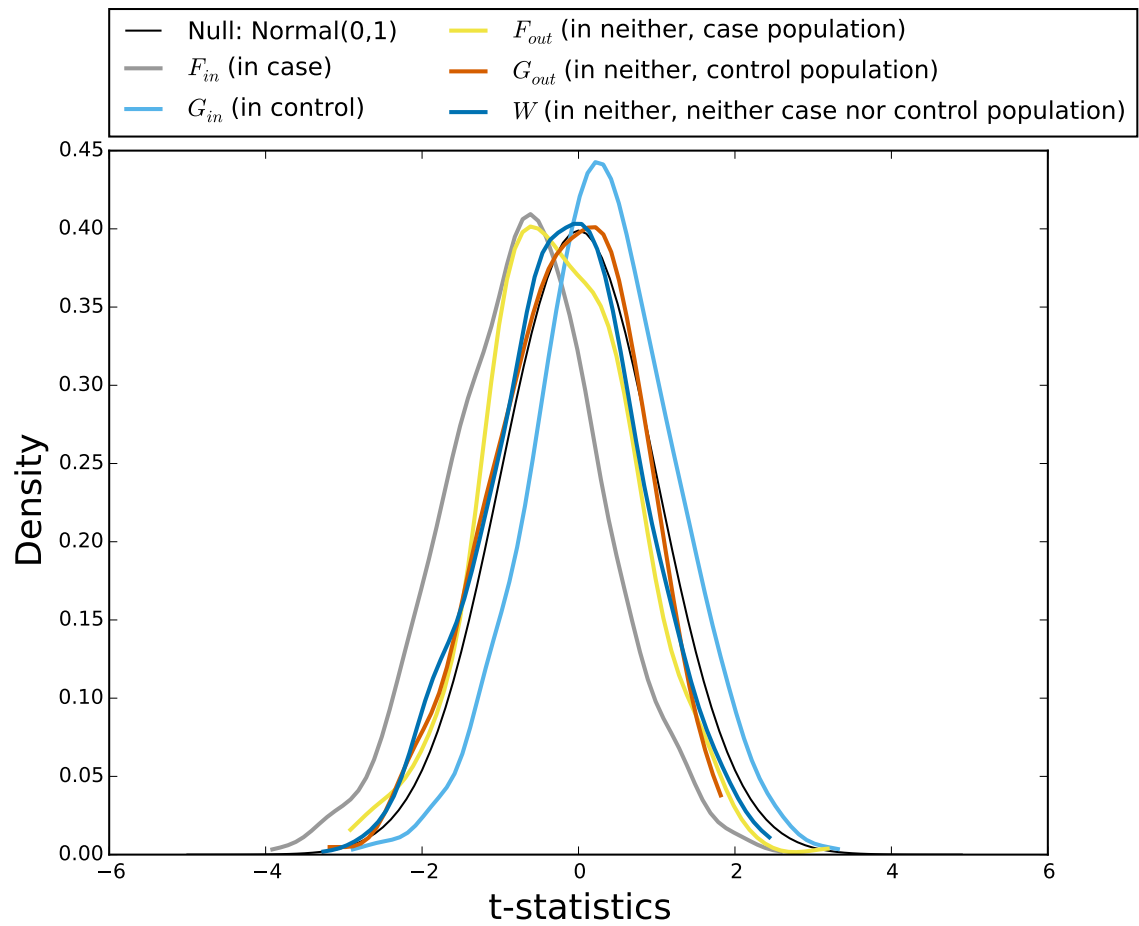 Null: Normal(0,1)
F_in (in case)
G_in (in control)
F_out (in neither, case population)
G_out (in neither, control population)
W (in neither, neither case nor control population)
0.45
0.40
0.35
0.30
0.25
0.20
0.15
0.10
0.05
0.00
Density
−6 −4 −2 0 2 4 6
t-statistics